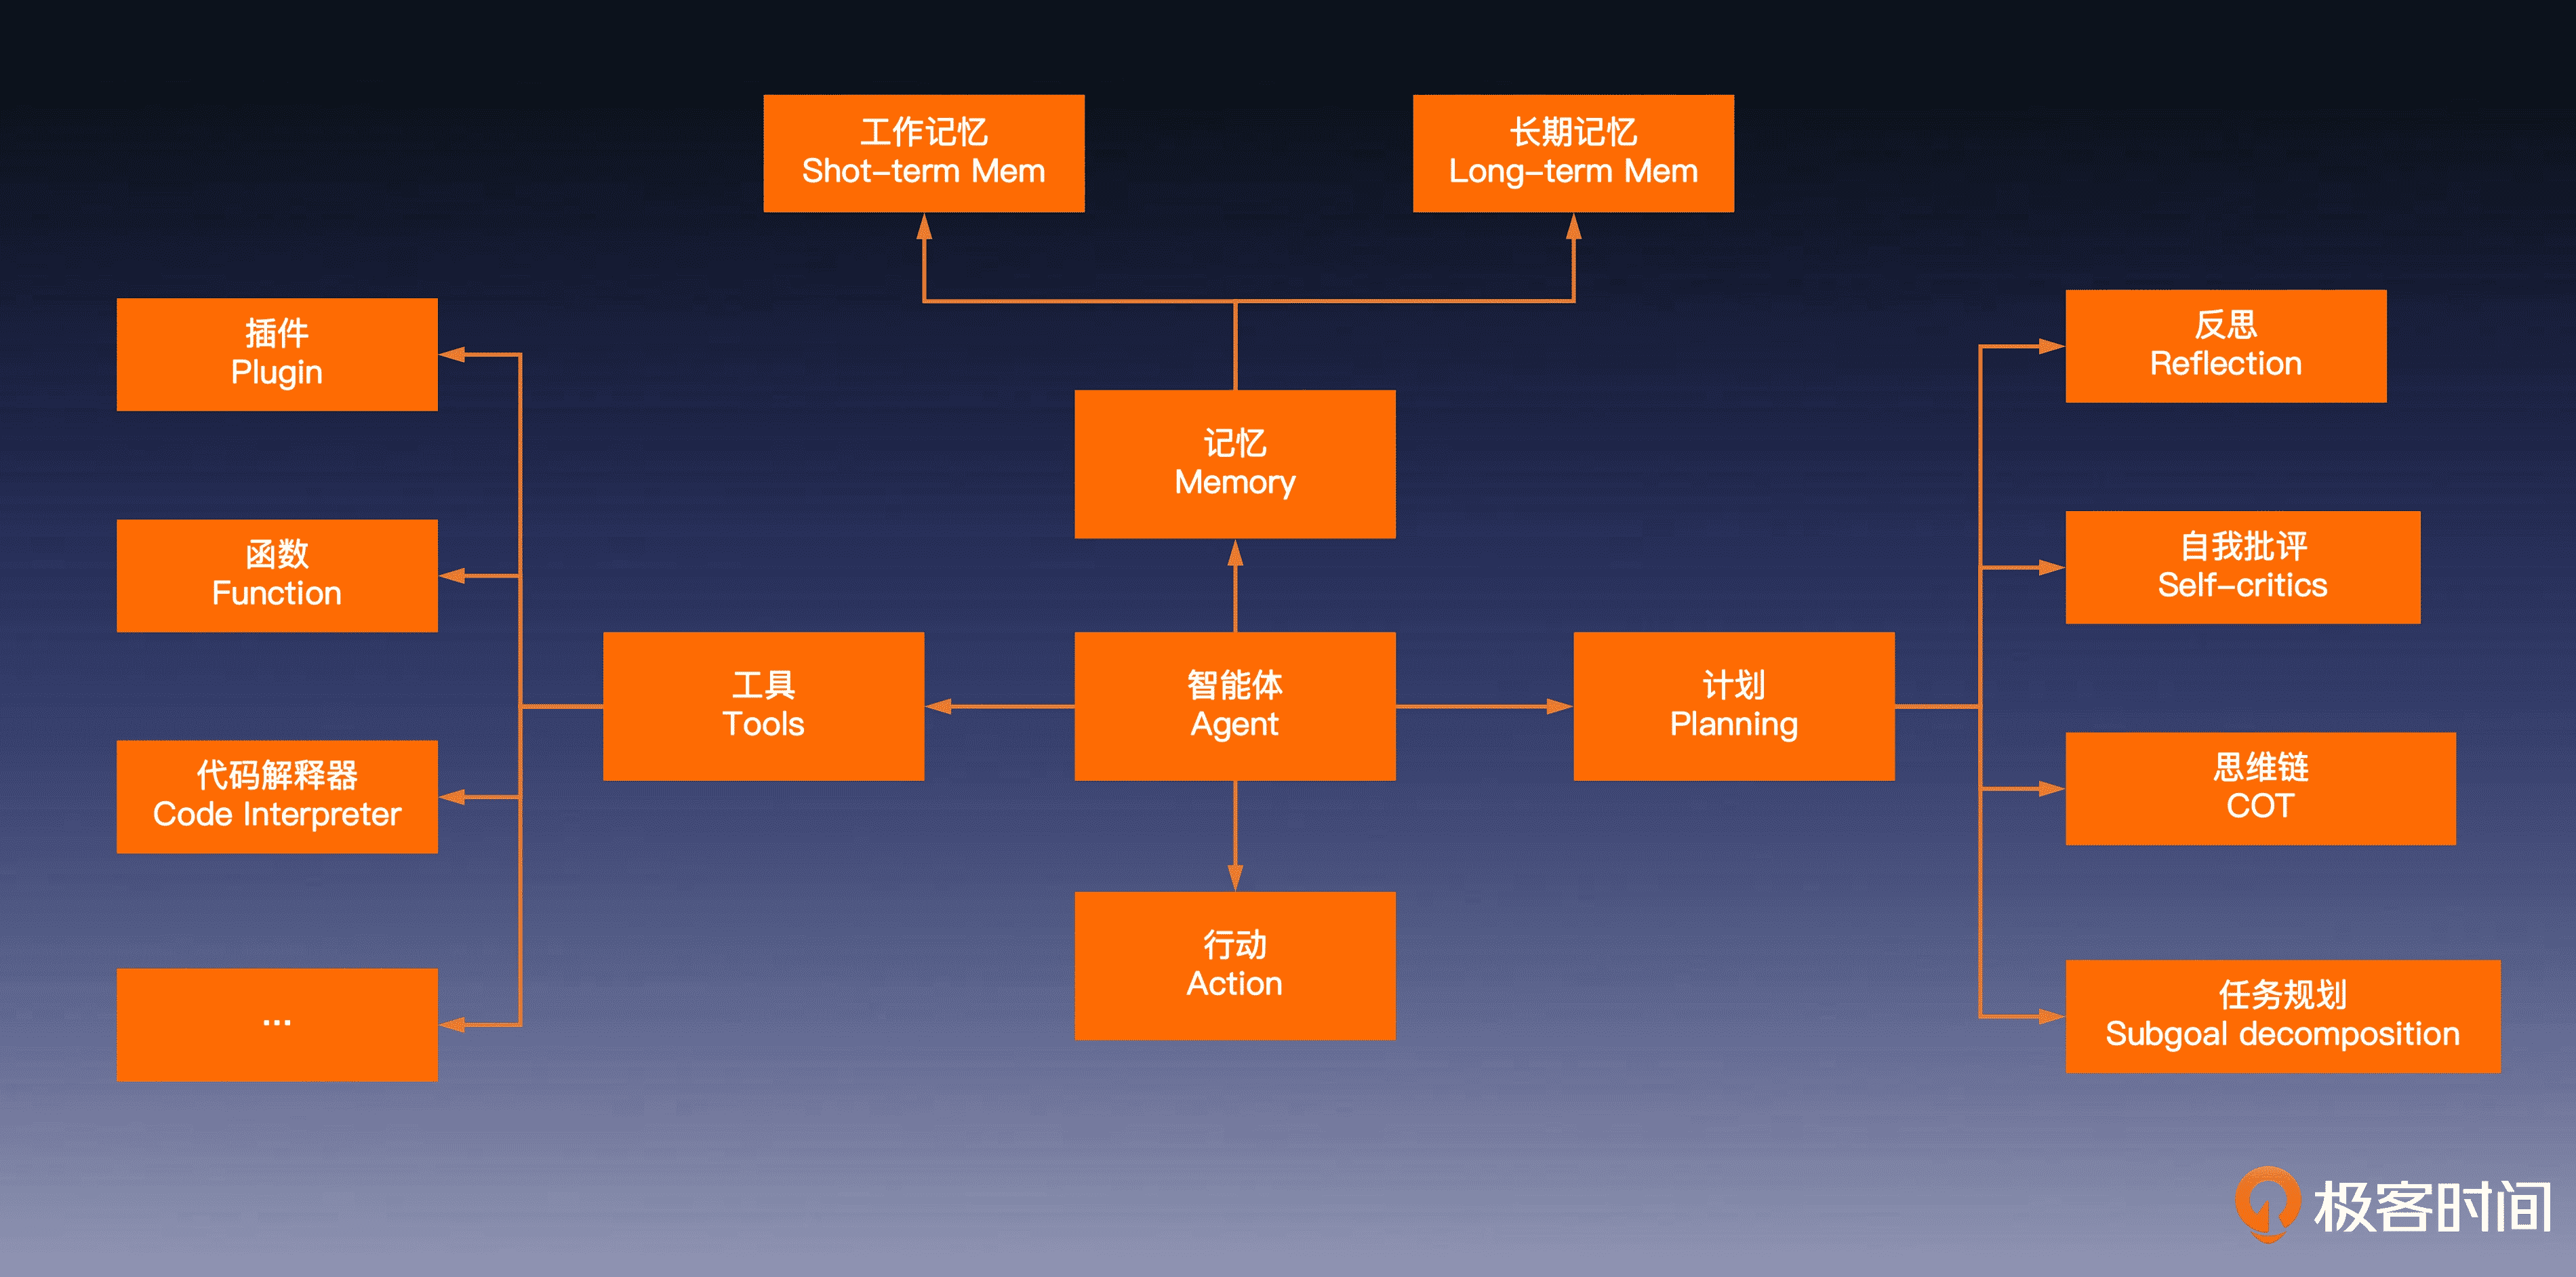 工作记忆
Shot-term Mem
长期记忆
Long-term Mem
插件
Plugin
函数
Function
代码解释器
Code Interpreter
...
工具
Tools
记忆
Memory
智能体
Agent
行动
Action
计划
Planning
反思
Reflection
自我批评
Self-critics
思维链
COT
任务规划
Subgoal decomposition
极客时间